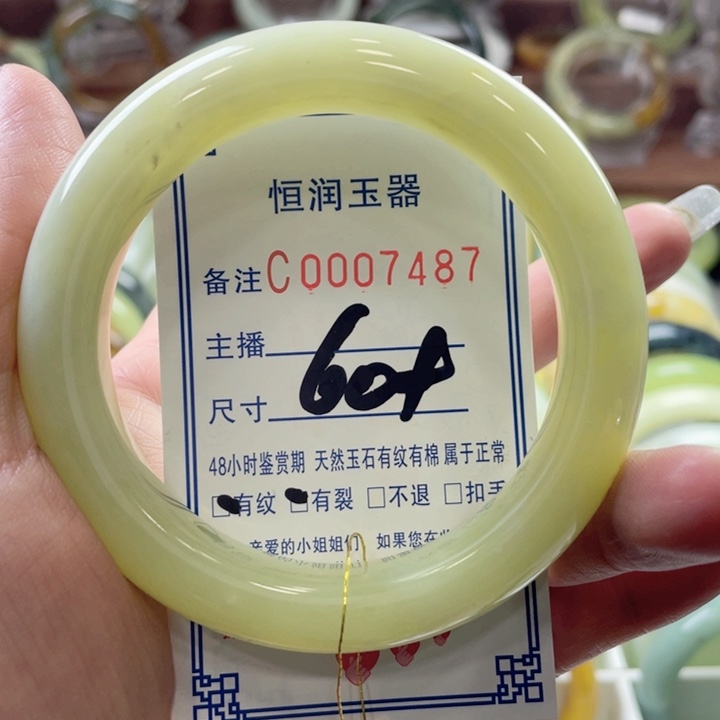 恒润玉器
备注C0007487
主播
尺寸 60
48小时鉴赏期 天然玉石有纹有棉 属于正常
□有纹 □有裂 □不退 □扣手
亲爱的小姐姐们 如果您在